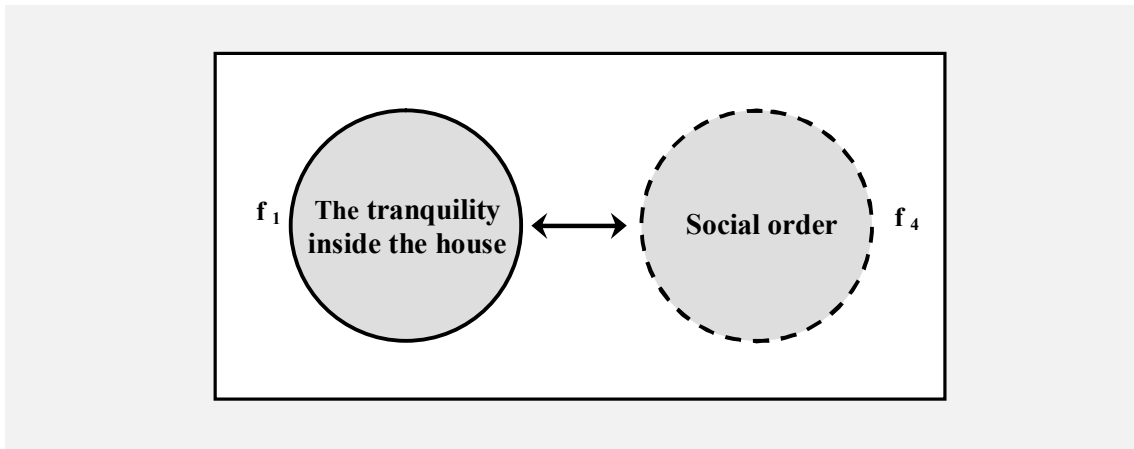 f 1
The tranquility
inside the house
Social order
f 4